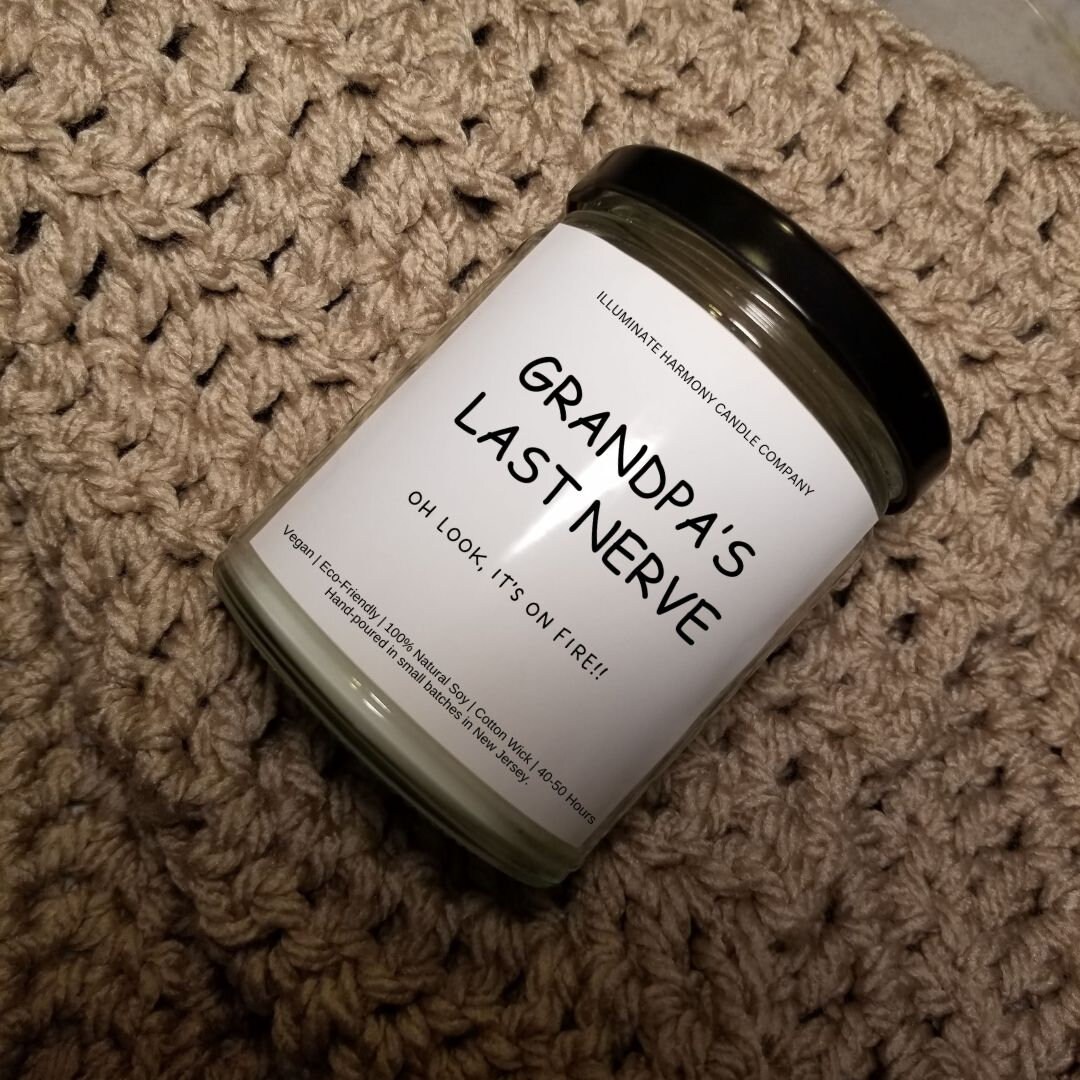 ILLUMINATE HARMONY CANDLE COMPANY
GRANDPA'S
LAST NERVE
OH LOOK, IT'S ON FIRE!!
Vegan | Eco-Friendly | 100% Natural Soy | Cotton Wick | 40-50 Hours
Hand-poured in small batches in New Jersey.